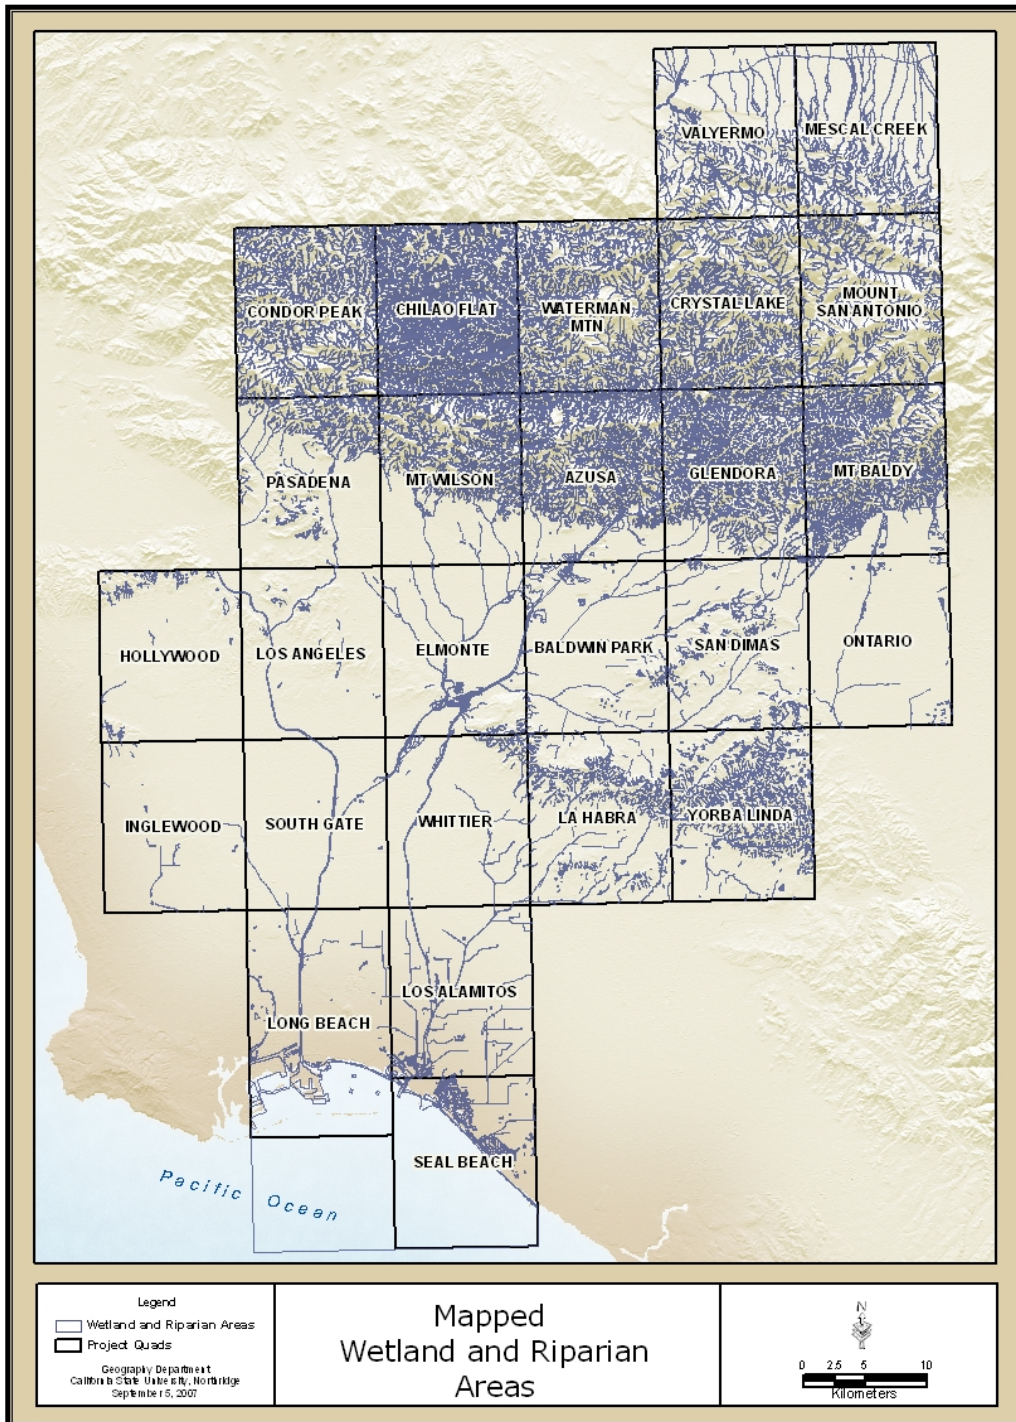 VALYERMO
MESCAL CREEK
CONDOR PEAK
CHILAO FLAT
WATERMAN
MTN
CRYSTAL LAKE
MOUNT
SAN ANTONIO
PASADENA
MT WILSON
AZUSA
GLENDORA
MT BALDY
HOLLYWOOD
LOS ANGELES
ELMONTE
BALDWIN PARK
SAN DIMAS
ONTARIO
INGLEWOOD
SOUTH GATE
WHITTIER
LA HABRA
YORBA LINDA
LONG BEACH
LOS ALAMITOS
SEAL BEACH
Pacific Ocean
Legend
Wetland and Riparian Areas
Project Quads
Geography Department
California State University, Northridge
September 5, 2007
Mapped
Wetland and Riparian
Areas
N
0 2.5 5 10
Kilometers